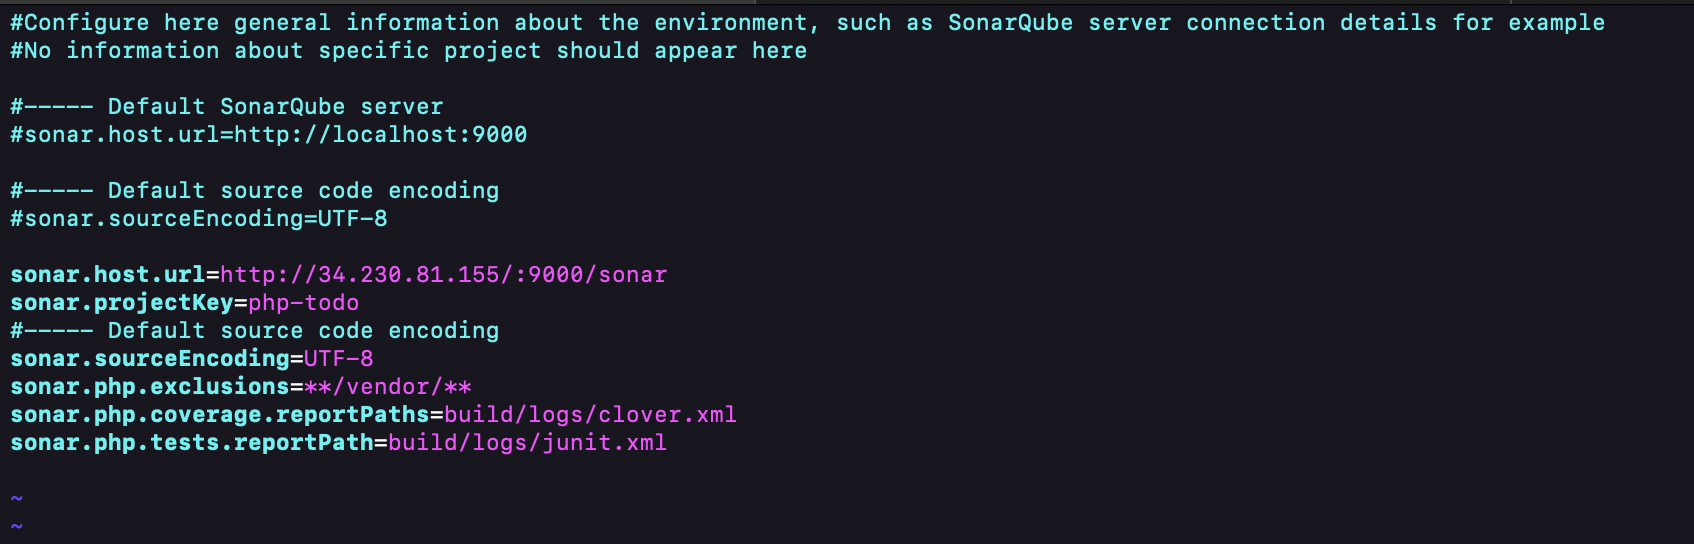 #Configure here general information about the environment, such as SonarQube server connection details for example
#No information about specific project should appear here
#----- Default SonarQube server
#sonar.host.url=http://localhost:9000
#----- Default source code encoding
#sonar.sourceEncoding=UTF-8
sonar.host.url=http://34.230.81.155/:9000/sonar
sonar.projectKey=php-todo
#----- Default source code encoding
sonar.sourceEncoding=UTF-8
sonar.php.exclusions=**/vendor/**
sonar.php.coverage.reportPaths=build/logs/clover.xml
sonar.php.tests.reportPath=build/logs/junit.xml
~
~